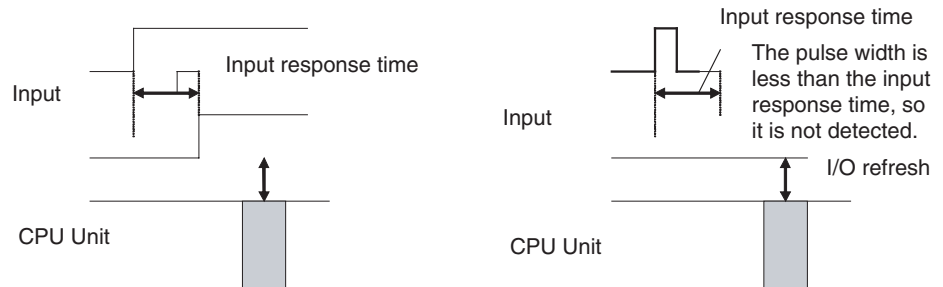 Input
Input response time
CPU Unit
Input response time
The pulse width is
less than the input
response time, so
it is not detected.
Input
I/O refresh
CPU Unit